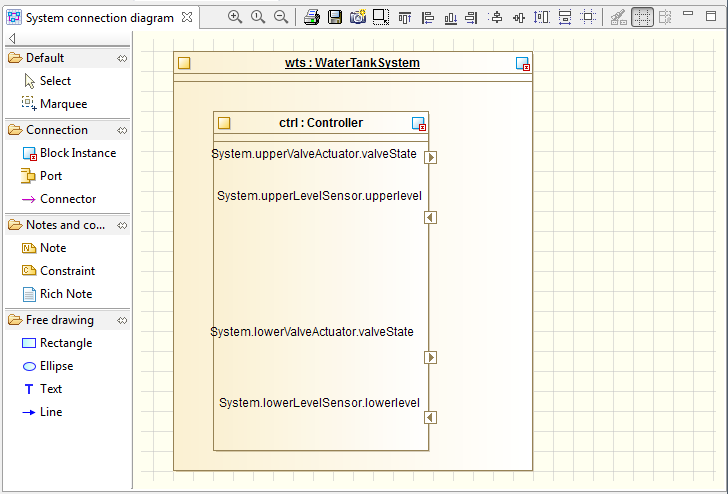 System connection diagram
Default
Select
Marquee
Connection
Block Instance
Port
Connector
Notes and co...
Note
Constraint
Rich Note
Free drawing
Rectangle
Ellipse
Text
Line
wts : WaterTankSystem
ctrl : Controller
System.upperValveActuator.valveState
System.upperLevelSensor.upperlevel
System.lowerValveActuator.valveState
System.lowerLevelSensor.lowerlevel